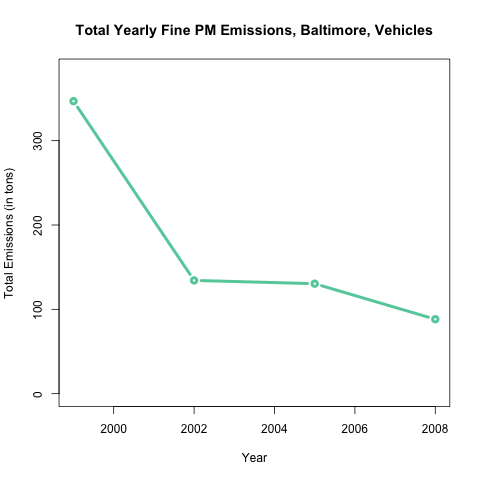 Total Yearly Fine PM Emissions, Baltimore, Vehicles
Total Emissions (in tons)
300
200
100
0
2000 2002 2004 2006 2008
Year